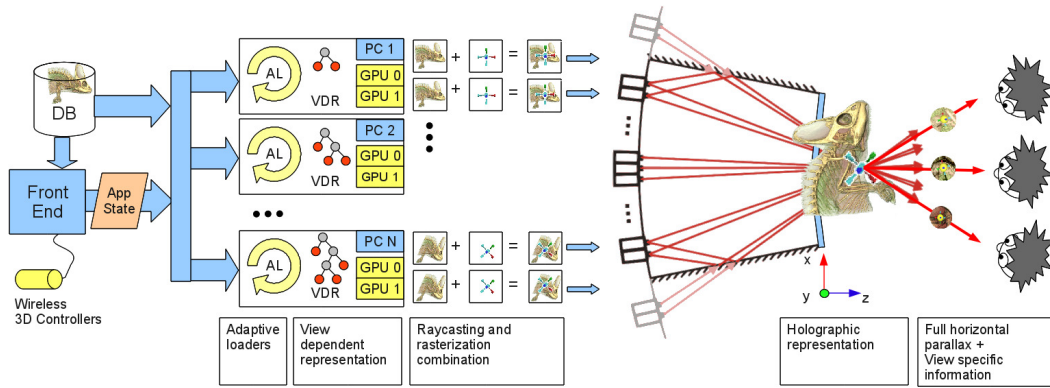 DB
Front
End
App
State
Wireless
3D Controllers
AL
VDR
PC 1
GPU 0
GPU 1
+
=
+
=
AL
VDR
PC 2
GPU 0
GPU 1
AL
VDR
PC N
GPU 0
GPU 1
+
=
+
=
x
y
z
Adaptive
loaders
View
dependent
representation
Raycasting and
rasterization
combination
Holographic
representation
Full horizontal
parallax +
View specific
information